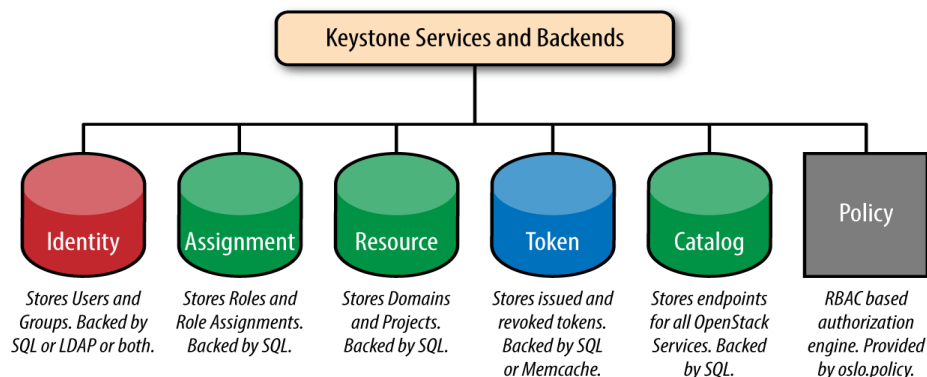 Keystone Services and Backends
Identity
Assignment
Resource
Token
Catalog
Policy
Stores Users and
Groups. Backed by
SQL or LDAP or both.
Stores Roles and
Role Assignments.
Backed by SQL.
Stores Domains
and Projects.
Backed by SQL.
Stores issued and
revoked tokens.
Backed by SQL
or Memcache.
Stores endpoints
for all OpenStack
Services. Backed
by SQL.
RBAC based
authorization
engine. Provided
by oslo.policy.